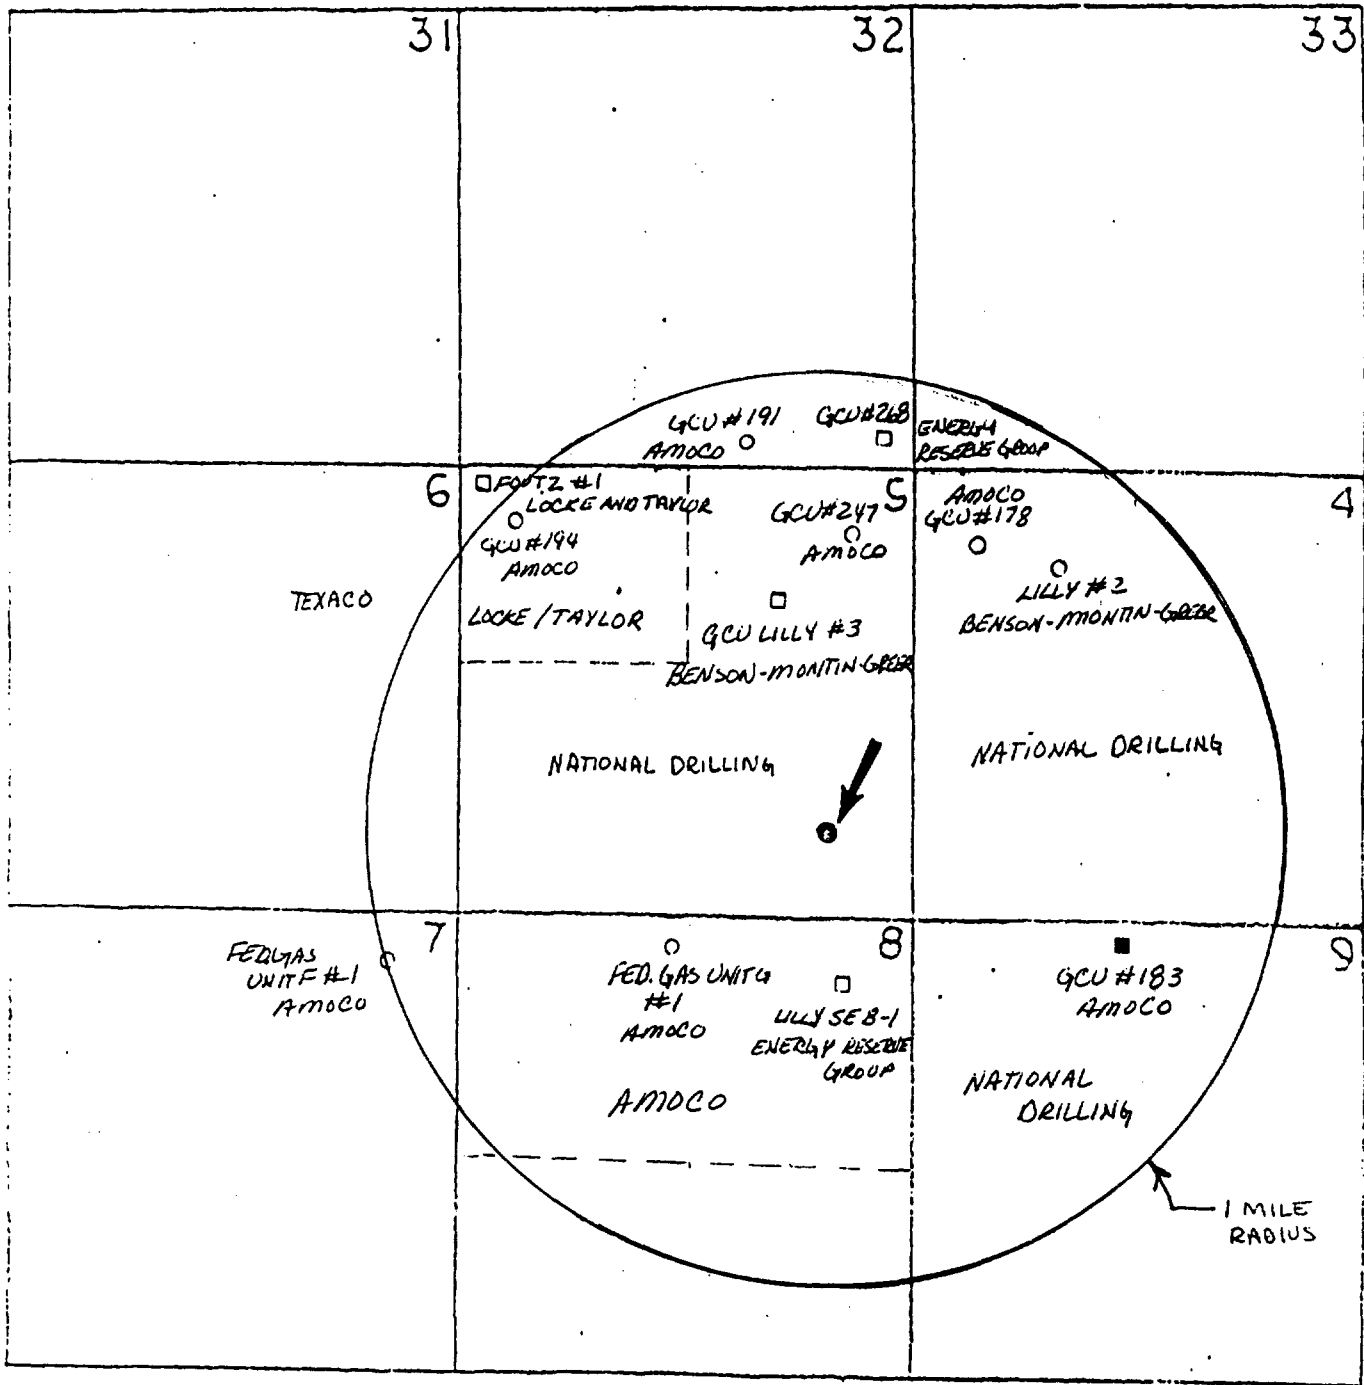 31
32
33
GCU #191
AMOCO
GCU#268
ENERGY
RESERVE GROUP
6
FOUTZ #1
LOCKE AND TAYLOR
GCU #194
AMOCO
LOCKE / TAYLOR
GCU#247
AMOCO
5
AMOCO
GCU #178
4
TEXACO
GCU LILLY #3
BENSON-MONTIN-GREER
LILLY #2
BENSON-MONTIN-GREER
NATIONAL DRILLING
NATIONAL DRILLING
7
FED.GAS
UNIT F #1
AMOCO
FED. GAS UNIT G
#1
AMOCO
8
LILLY SE B-1
ENERGY RESERVE
GROUP
GCU #183
AMOCO
9
AMOCO
NATIONAL
DRILLING
1 MILE
RADIUS